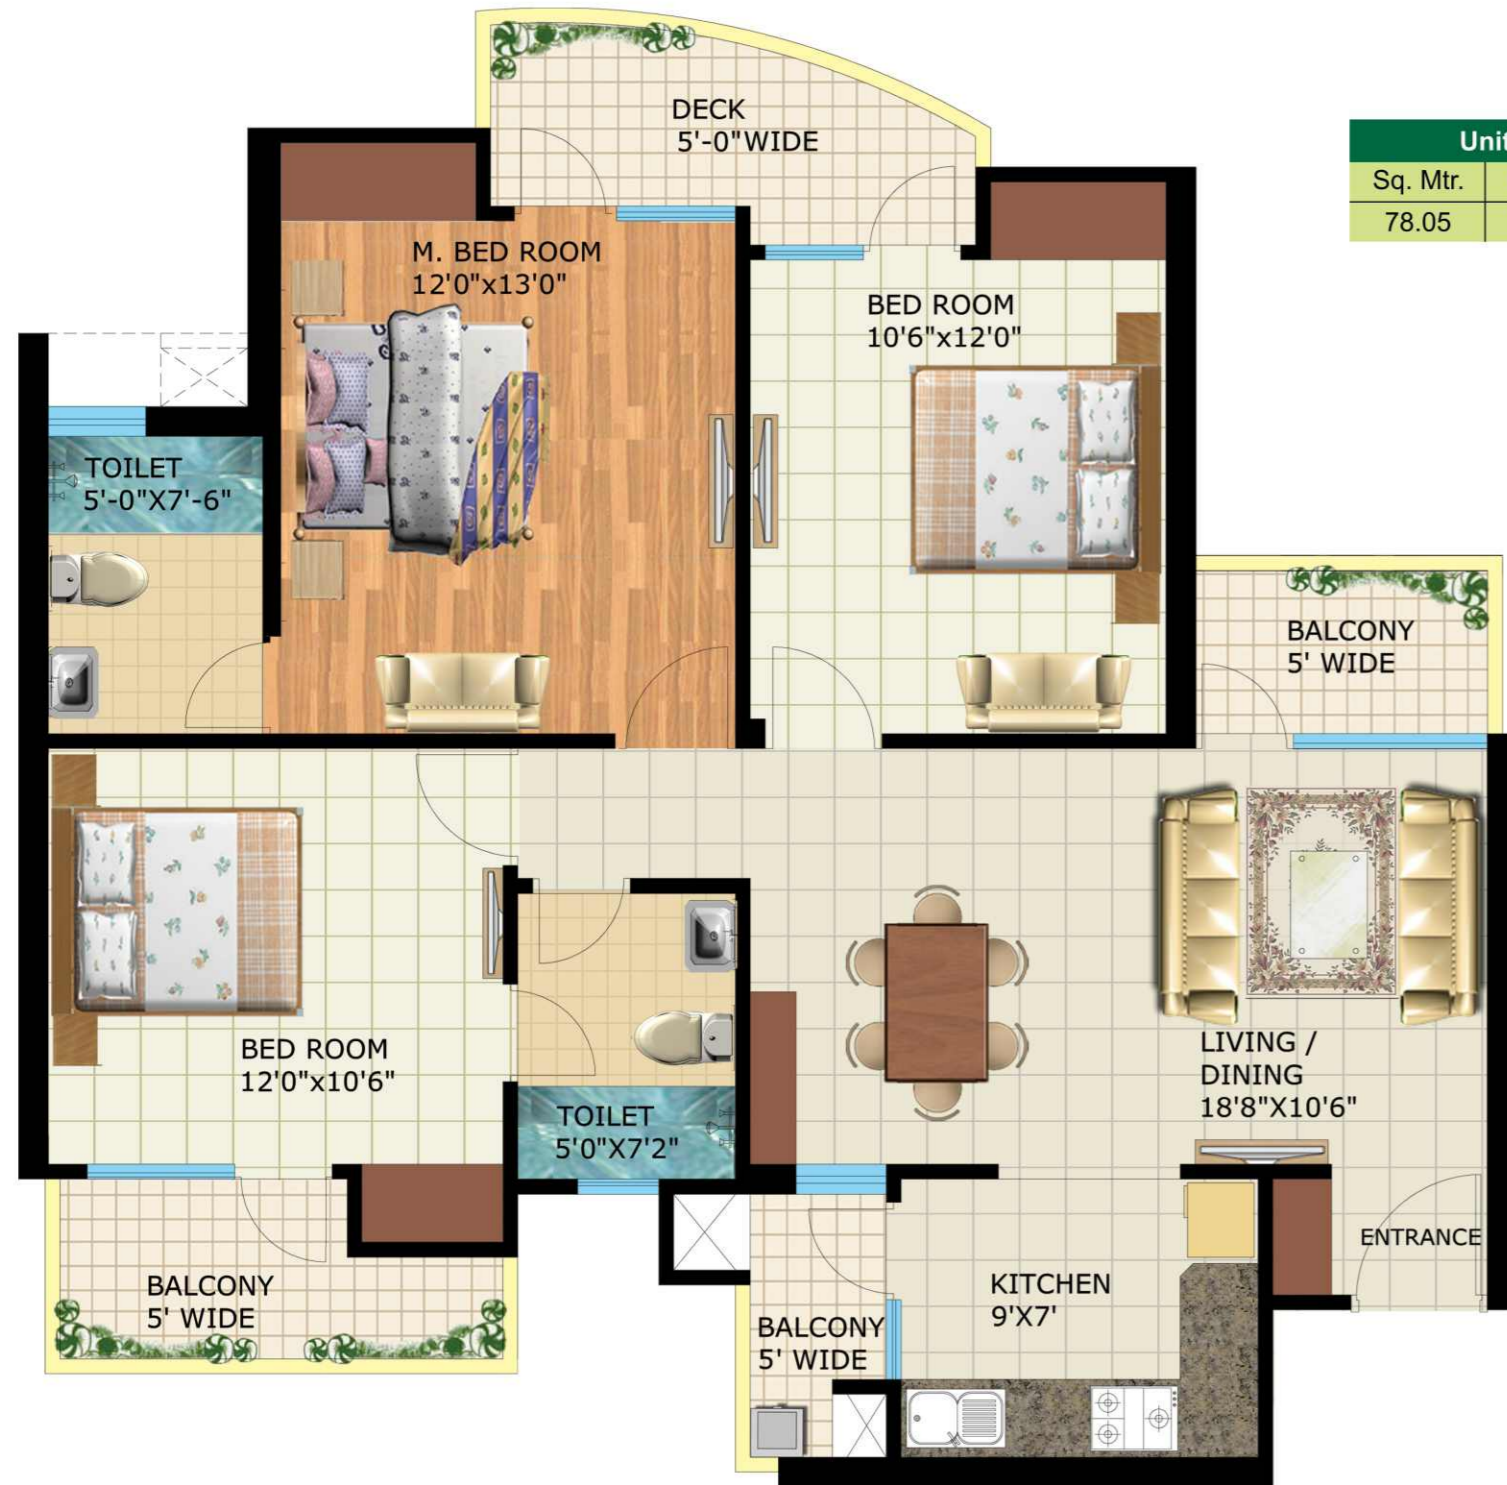 DECK
5'-0"WIDE
Unit
Sq. Mtr.
78.05
M. BED ROOM
12'0"x13'0"
BED ROOM
10'6"x12'0"
TOILET
5'-0"X7'-6"
BALCONY
5' WIDE
BED ROOM
12'0"x10'6"
LIVING /
DINING
18'8"X10'6"
TOILET
5'0"X7'2"
ENTRANCE
BALCONY
5' WIDE
KITCHEN
9'X7'
BALCONY
5' WIDE